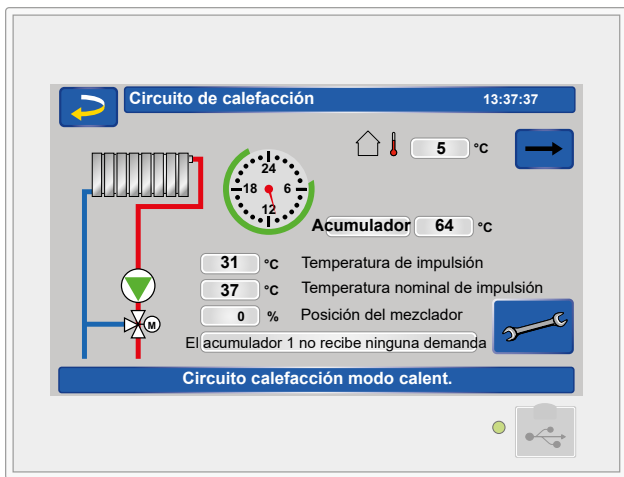 Circuito de calefacción 13:37:37
5 °C
24
18 6
12
Acumulador 64 °C
31 °C Temperatura de impulsión
37 °C Temperatura nominal de impulsión
0 % Posición del mezclador
M
El acumulador 1 no recibe ninguna demanda
Circuito calefacción modo calent.